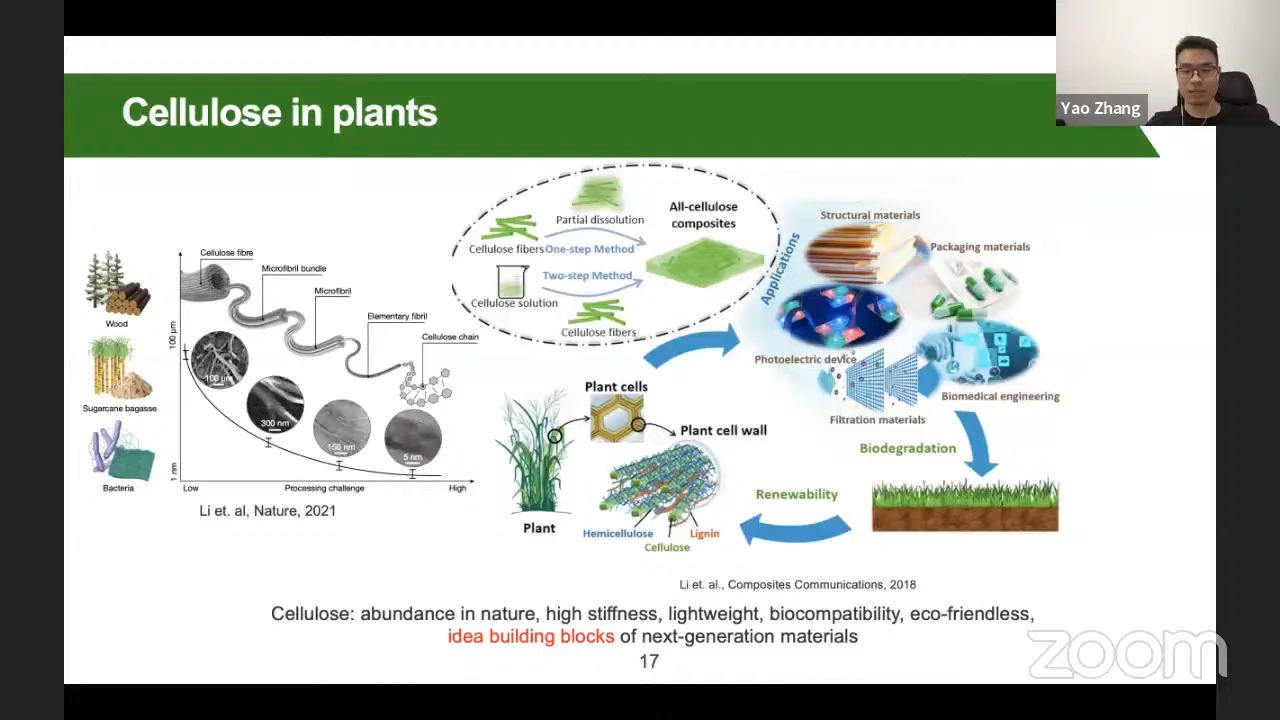 Cellulose in plants
Yao Zhang
Wood
Sugarcane bagasse
Bacteria
100 μm
1 nm
Cellulose fibre
Microfibril bundle
Microfibril
Elementary fibril
Cellulose chain
100 μm
300 nm
150 nm
5 nm
Low
Processing challenge
High
Li et. al, Nature, 2021
Partial dissolution
Cellulose fibers
One-step Method
Two-step Method
Cellulose solution
Cellulose fibers
All-cellulose
composites
Applications
Structural materials
Packaging materials
Photoelectric device
Biomedical engineering
Filtration materials
Plant cells
Plant cell wall
Plant
Hemicellulose
Lignin
Cellulose
Biodegradation
Renewability
Li et. al., Composites Communications, 2018
Cellulose: abundance in nature, high stiffness, lightweight, biocompatibility, eco-friendless,
idea building blocks of next-generation materials
17
zoom